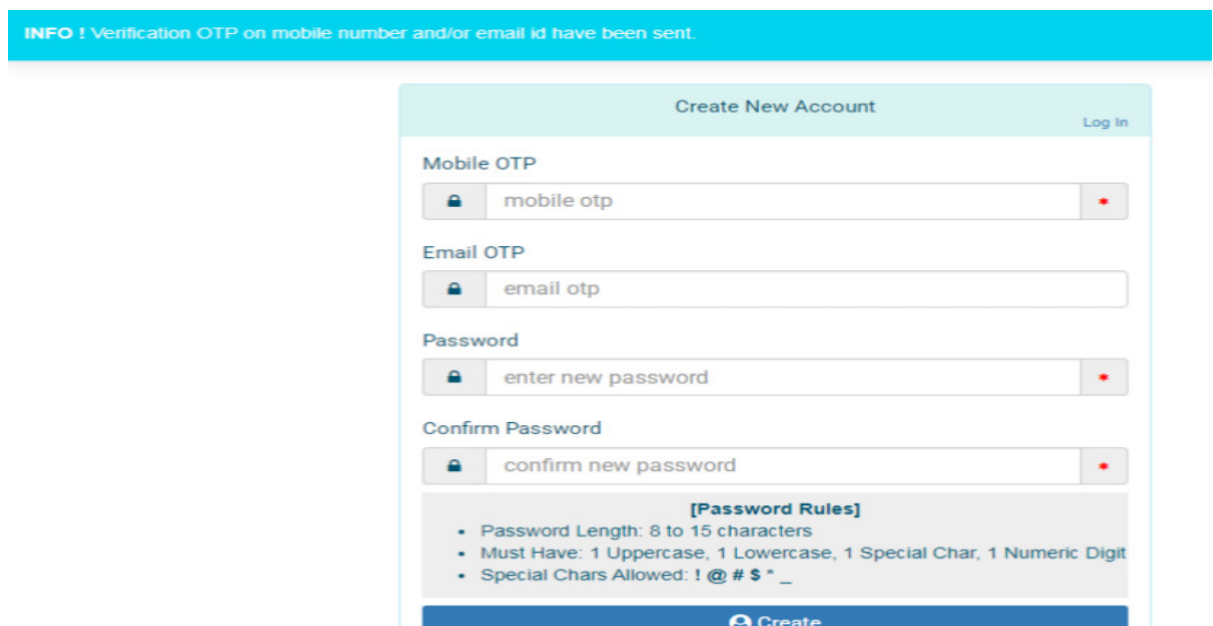 INFO ! Verification OTP on mobile number and/or email id have been sent.
Create New Account
Log In
Mobile OTP
mobile otp
*
Email OTP
email otp
Password
enter new password
*
Confirm Password
confirm new password
*
[Password Rules]
• Password Length: 8 to 15 characters
• Must Have: 1 Uppercase, 1 Lowercase, 1 Special Char, 1 Numeric Digit
• Special Chars Allowed: ! @ # $ * _
Create